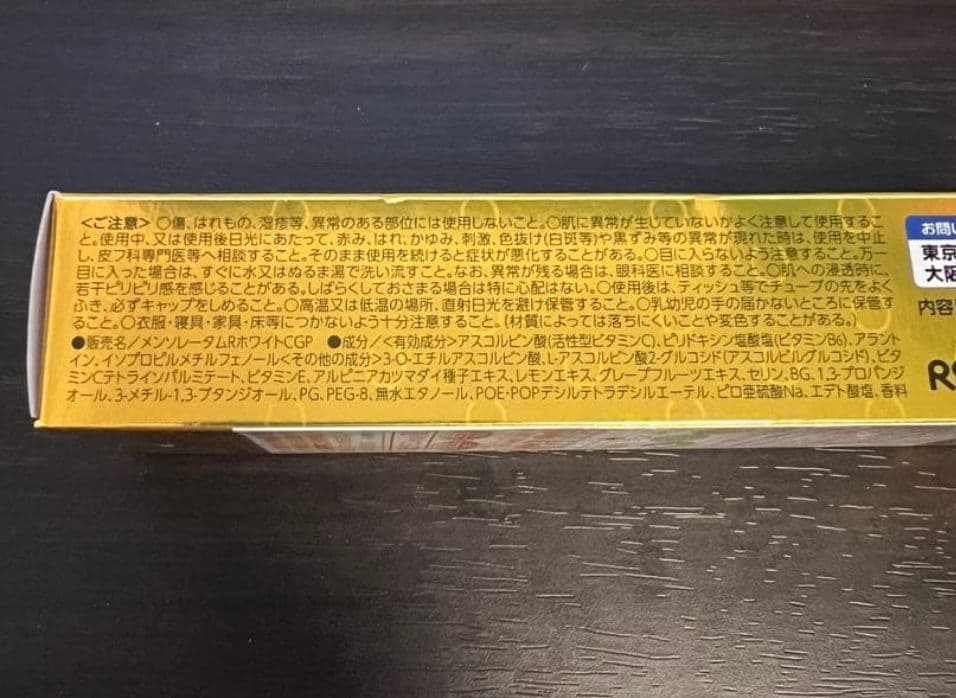 <ご注意> ○傷、はれもの、湿疹等、異常のある部位には使用しないこと。○肌に異常が生じていないかよく注意して使用するこ
と。使用中、又は使用後日光にあたって、赤み、はれ、かゆみ、刺激、色抜け(白斑等)や黒ずみ等の異常が現れた時は、使用を中止
し、皮フ科専門医等へ相談すること。そのまま使用を続けると症状が悪化することがある。○目に入らないよう注意すること。万一
目に入った場合は、すぐに水又はぬるま湯で洗い流すこと。なお、異常が残る場合は、眼科医に相談すること。○肌への浸透時に、
若干ピリピリ感を感じることがある。しばらくしておさまる場合は特に心配はない。○使用後は、ティッシュ等でチューブの先をよく
ふき、必ずキャップをしめること。○高温又は低温の場所、直射日光を避け保管すること。○乳幼児の手の届かないところに保管す
ること。○衣服・寝具・家具・床等につかないよう十分注意すること。(材質によっては落ちにくいことや変色することがある。)
●販売名/メンソレータムRホワイトCGP ●成分/<有効成分>アスコルビン酸(活性型ビタミンC)、ピリドキシン塩酸塩(ビタミンB6)、アラント
イン、イソプロピルメチルフェノール<その他の成分>3-O-エチルアスコルビン酸、L-アスコルビン酸2-グルコシド(アスコルビルグルコシド)、ビタ
ミンCテトライソパルミテート、ビタミンE、アルピニアカツマダイ種子エキス、レモンエキス、グレープフルーツエキス、セリン、BG、1,3-プロパンジ
オール、3-メチル-1,3-ブタンジオール、PG、PEG-8、無水エタノール、POE・POPデシルテトラデシルエーテル、ピロ亜硫酸Na、エデト酸塩、香料
お問い
東京
大阪
内容